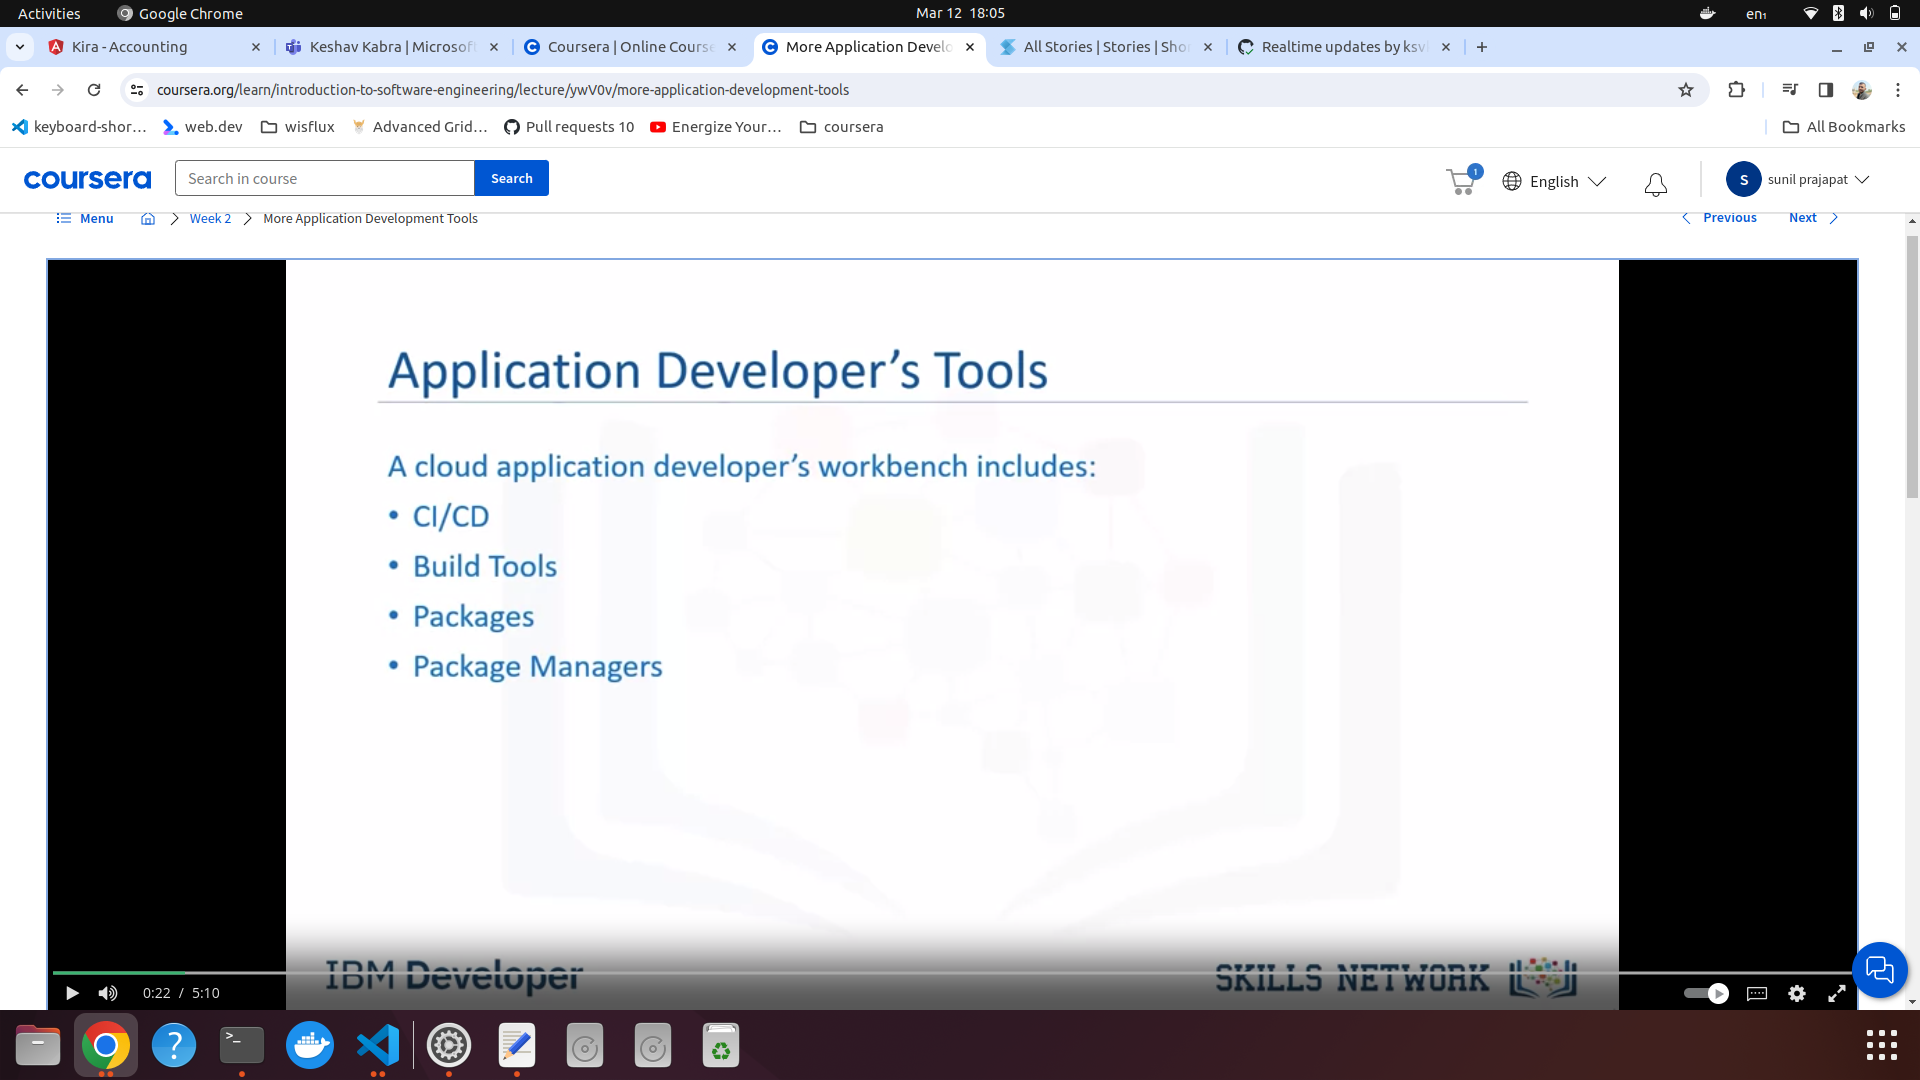 Activities Google Chrome Mar 12 18:05 en₁
Kira - Accounting Keshav Kabra | Microsof Coursera | Online Course More Application Develo All Stories | Stories | Sho Realtime updates by ksv
coursera.org/learn/introduction-to-software-engineering/lecture/ywV0v/more-application-development-tools
keyboard-shor... web.dev wisflux Advanced Grid... Pull requests 10 Energize Your... coursera All Bookmarks
coursera Search in course Search 1 English S sunil prajapat
Menu Week 2 More Application Development Tools Previous Next
Application Developer’s Tools
A cloud application developer’s workbench includes:
• CI/CD
• Build Tools
• Packages
• Package Managers
IBM Developer SKILLS NETWORK
0:22 / 5:10